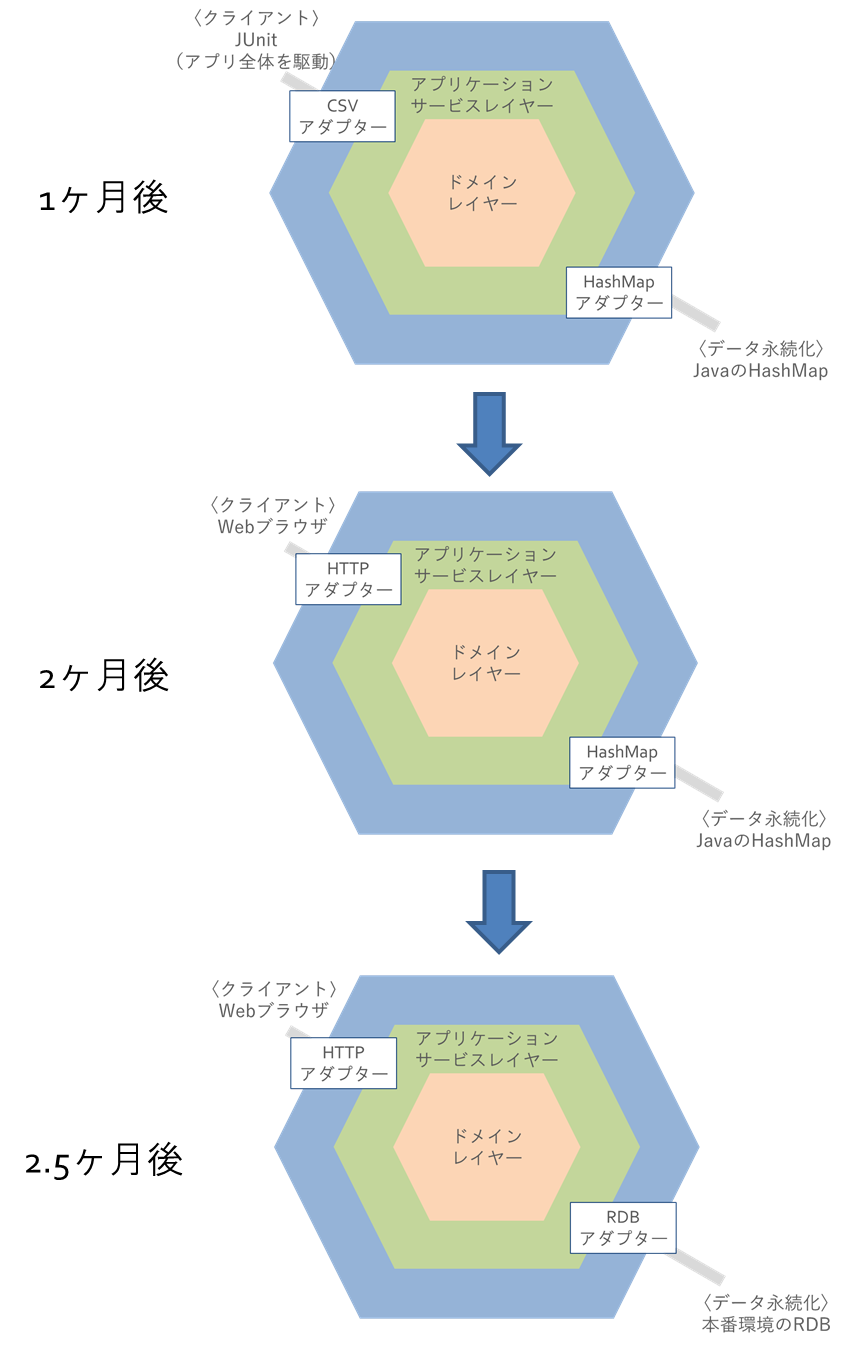 〈クライアント〉
JUnit
(アプリ全体を駆動)
CSV
アダプター
アプリケーション
サービスレイヤー
ドメイン
レイヤー
1ヶ月後
HashMap
アダプター
〈データ永続化〉
JavaのHashMap
〈クライアント〉
Webブラウザ
HTTP
アダプター
アプリケーション
サービスレイヤー
ドメイン
レイヤー
2ヶ月後
HashMap
アダプター
〈データ永続化〉
JavaのHashMap
〈クライアント〉
Webブラウザ
HTTP
アダプター
アプリケーション
サービスレイヤー
ドメイン
レイヤー
2.5ヶ月後
RDB
アダプター
〈データ永続化〉
本番環境のRDB